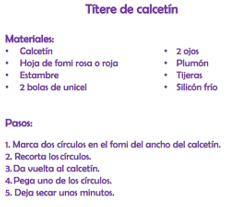 Títere de calcetín
Materiales:
• Calcetín
• Hoja de fomi rosa o roja
• Estambre
• 2 bolas de unicel
• 2 ojos
• Plumón
• Tijeras
• Silicón frío
Pasos:
1. Marca dos círculos en el fomi del ancho del calcetín.
2. Recorta los círculos.
3. Da vuelta al calcetín.
4. Pega uno de los círculos.
5. Deja secar unos minutos.